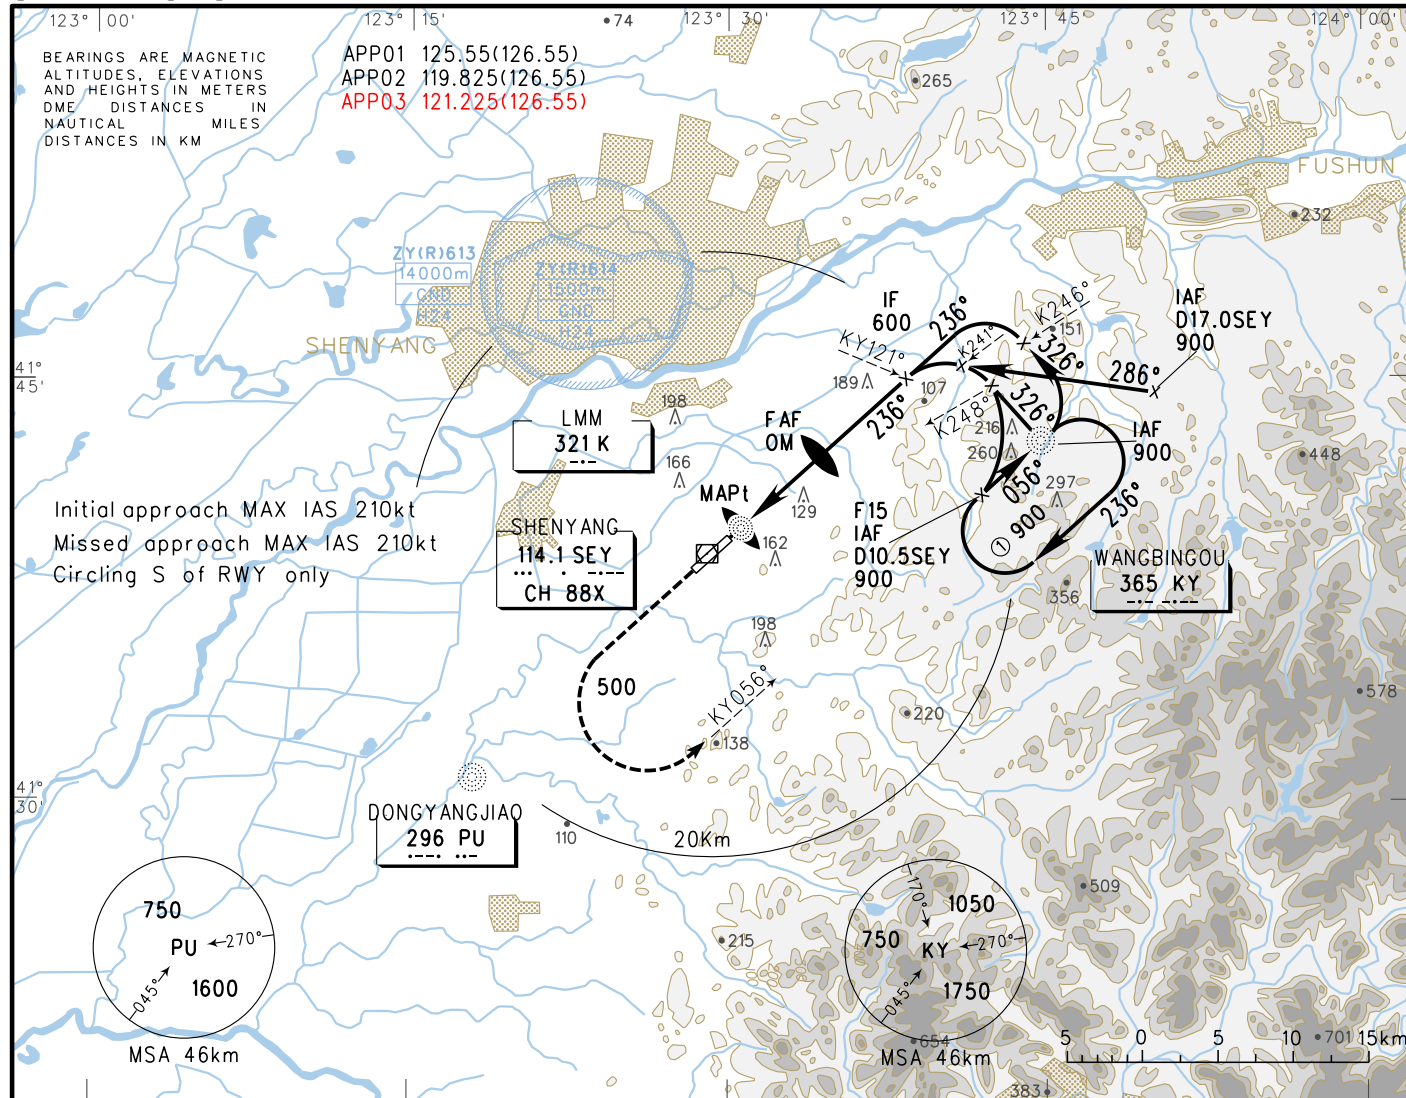 123° 00'
123° 15'
74
123° 30'
123° 45'
124° 00'
BEARINGS ARE MAGNETIC
ALTITUDES, ELEVATIONS
AND HEIGHTS IN METERS
DME DISTANCES IN
NAUTICAL MILES
DISTANCES IN KM
APP01 125.55(126.55)
APP02 119.825(126.55)
APP03 121.225(126.55)
265
FUSHUN
232
ZY(R)613
14000m
GND
H24
ZY(R)614
1500m
GND
H24
SHENYANG
IF
600
236°
K246°
151
IAF
D17.0SEY
900
KY121°
K241°
326°
41°
45'
189
107
236°
K248°
326°
286°
198
LMM
321 K
FAF
OM
216
260
IAF
900
448
166
MAPt
129
056°
297
236°
Initial approach MAX IAS 210kt
Missed approach MAX IAS 210kt
Circling S of RWY only
SHENYANG
114.1 SEY
CH 88X
162
F15
IAF
D10.5SEY
900
① 900
WANGBINGOU
365 KY
356
198
500
KY056°
578
220
138
41°
30'
DONGYANGJIAO
296 PU
110
20Km
509
750
PU
270°
045°
1600
MSA 46km
215
170°
1050
750
KY
270°
045°
1750
654
MSA 46km
5 0 5 10 15km
701
383